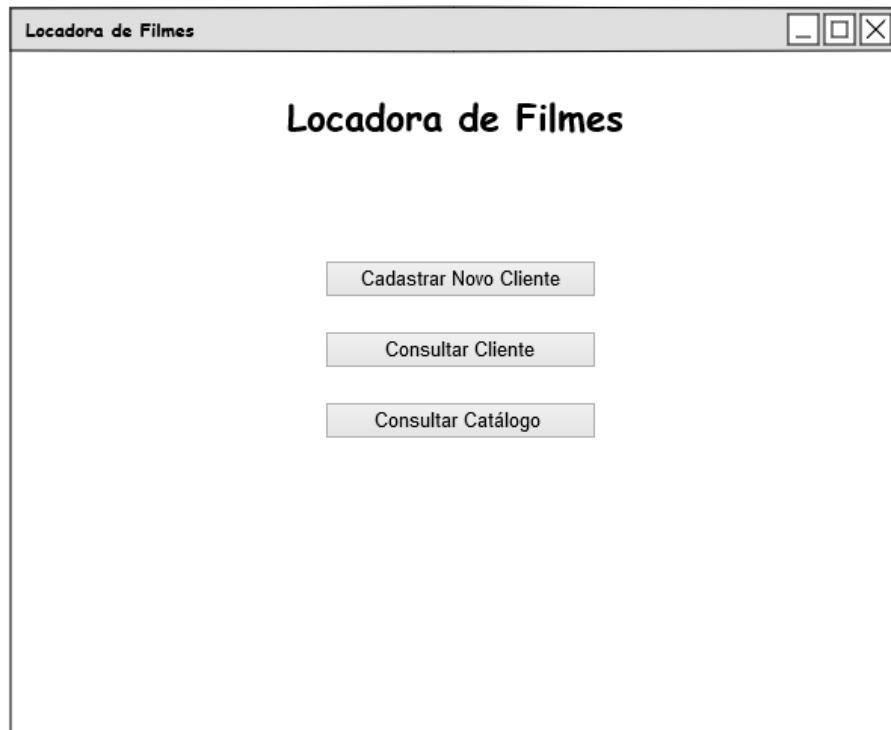 Locadora de Filmes
Locadora de Filmes
Cadastrar Novo Cliente
Consultar Cliente
Consultar Catálogo